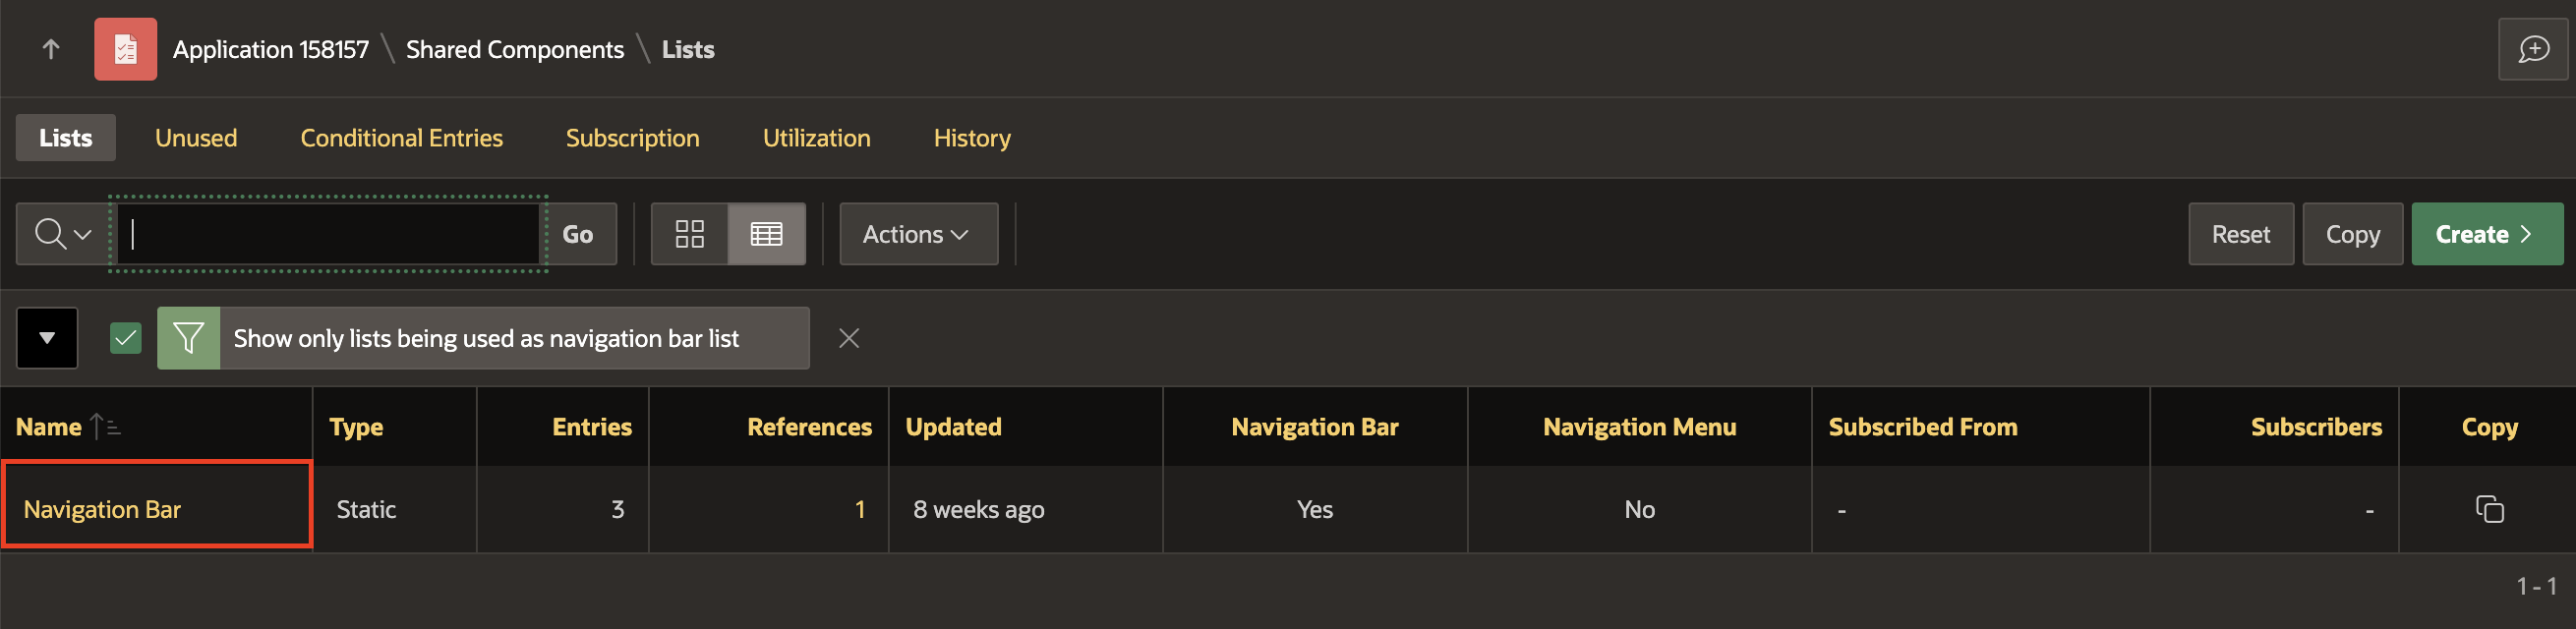 Application 158157 \ Shared Components \ Lists
Lists Unused Conditional Entries Subscription Utilization History
Go Actions Reset Copy Create
Show only lists being used as navigation bar list
Name Type Entries References Updated Navigation Bar Navigation Menu Subscribed From Subscribers Copy
Navigation Bar Static 3 1 8 weeks ago Yes No - -
1 - 1